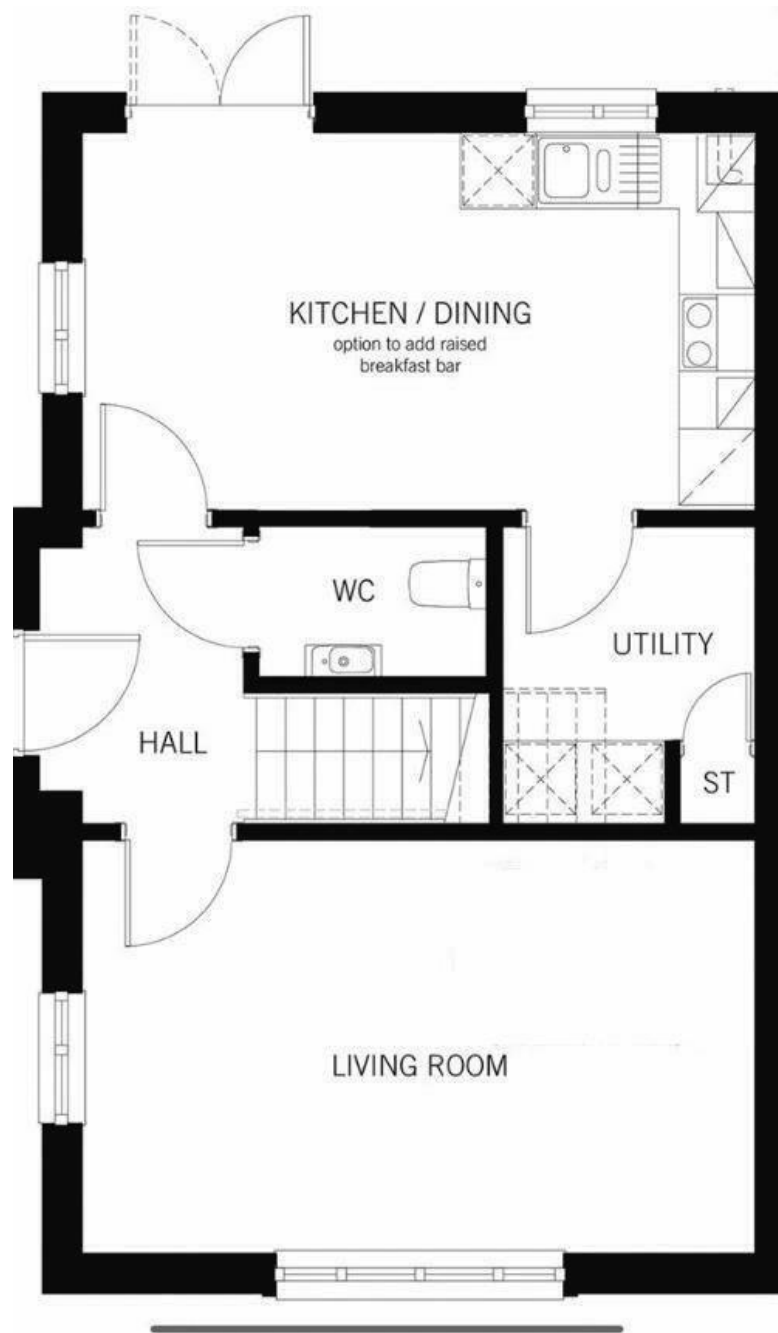 KITCHEN / DINING
option to add raised
breakfast bar
WC
UTILITY
HALL
ST
LIVING ROOM